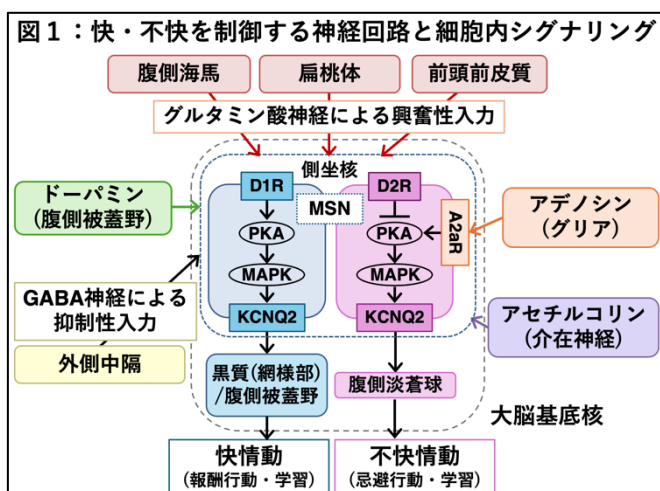 図1：快・不快を制御する神経回路と細胞内シグナリング
腹側海馬
扁桃体
前頭前皮質
グルタミン酸神経による興奮性入力
側坐核
ドーパミン
(腹側被蓋野)
D1R
D2R
MSN
PKA
PKA
A2aR
アデノシン
(グリア)
MAPK
MAPK
GABA神経による
抑制性入力
KCNQ2
KCNQ2
アセチルコリン
(介在神経)
外側中隔
黒質(網様部)
/腹側被蓋野
腹側淡蒼球
大脳基底核
快情動
(報酬行動・学習)
不快情動
(忌避行動・学習)